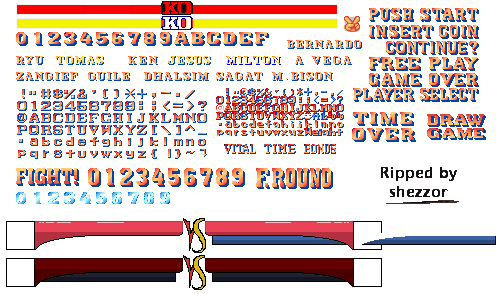 KO
KO
0123456789ABCDEF
BERNARDO
RYU TOMAS KEN JESUS MILTON A VEGA
ZANGIEF GUILE DHALSIM SAGAT M.BISON
PUSH START
INSERT COIN
CONTINUE?
FREE PLAY
GAME OVER
PLAYER SELECT
TIME DRAW
OVER GAME
0123456789:;<=>?
@ABCDEFGHIJKLMNO
PQRSTUVWXYZ[\]^_
abcdefghijklmno
pqrstuvwxyz{|}~
VITAL TIME BONUS
FIGHT! 0123456789 F.ROUND
0123456789
Ripped by
shezzor
VS
VS